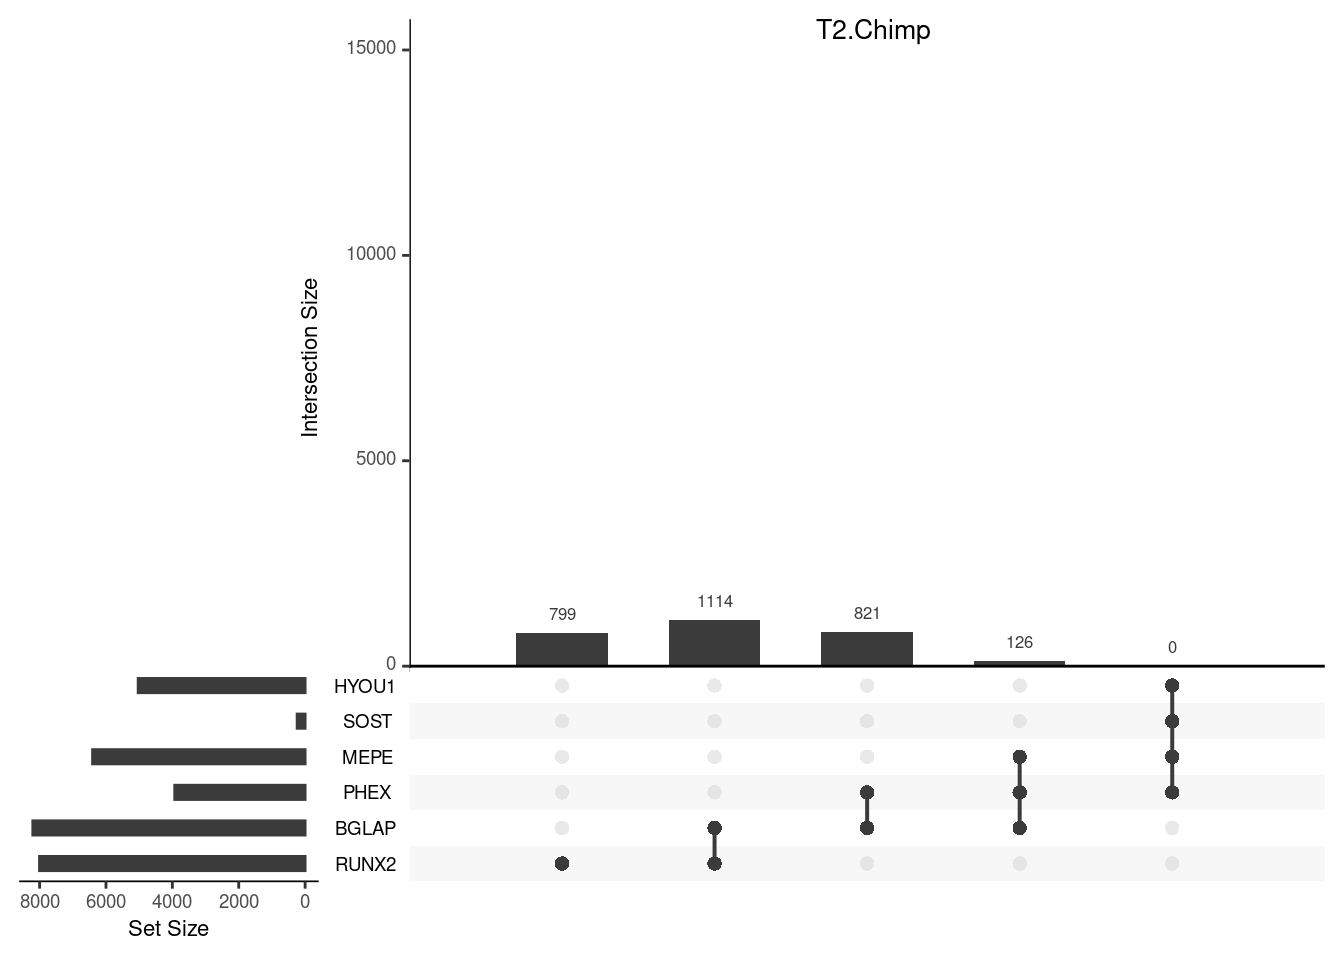 T2.Chimp
15000
10000
5000
0
Intersection Size
799
1114
821
126
0
HYOU1
SOST
MEPE
PHEX
BGLAP
RUNX2
8000 6000 4000 2000 0
Set Size